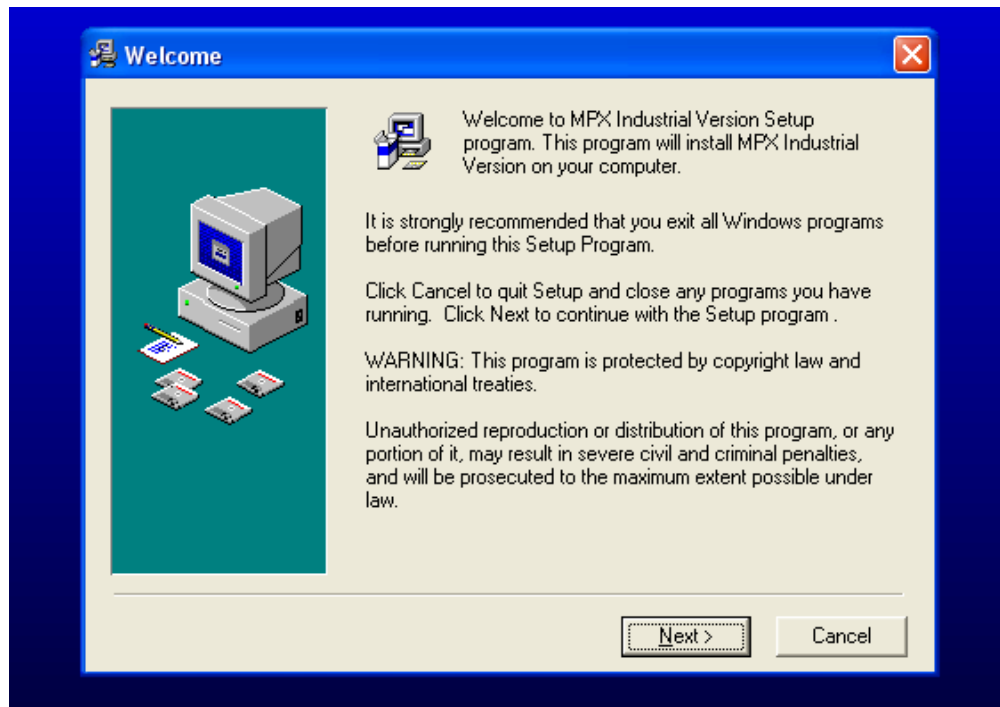 Welcome
Welcome to MPX Industrial Version Setup
program. This program will install MPX Industrial
Version on your computer.
It is strongly recommended that you exit all Windows programs
before running this Setup Program.
Click Cancel to quit Setup and close any programs you have
running.  Click Next to continue with the Setup program .
WARNING: This program is protected by copyright law and
international treaties.
Unauthorized reproduction or distribution of this program, or any
portion of it, may result in severe civil and criminal penalties,
and will be prosecuted to the maximum extent possible under
law.
Next >
Cancel